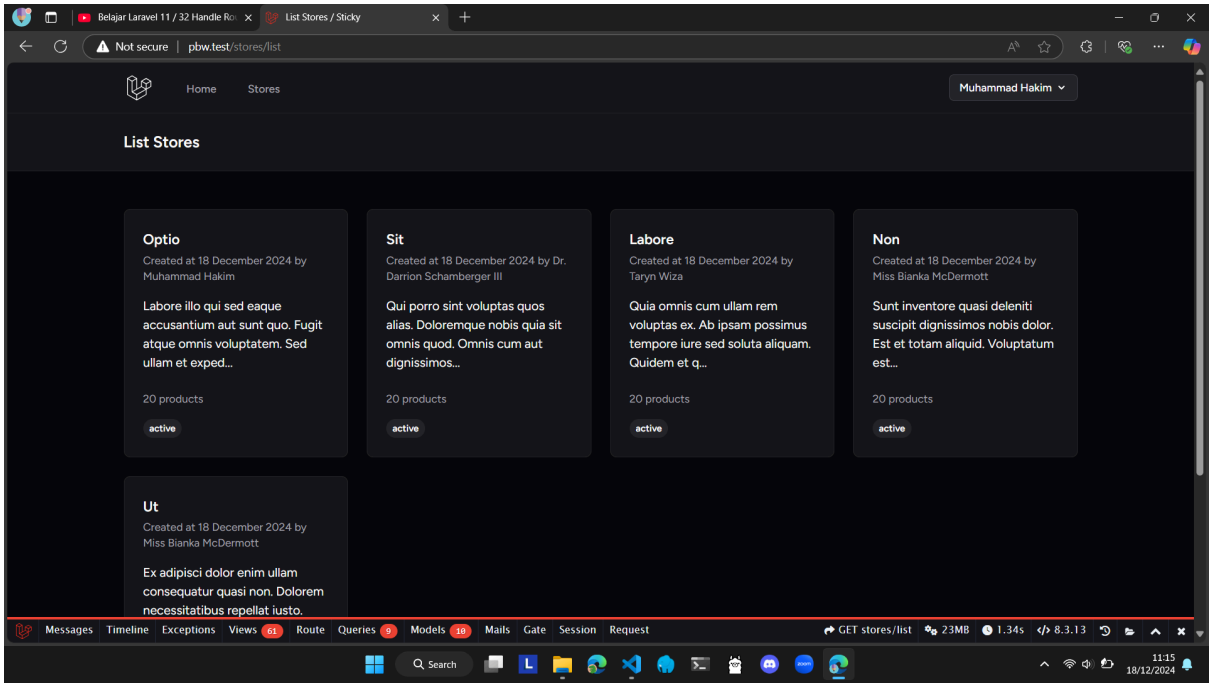 Belajar Laravel 11 / 32 Handle Ro
List Stores / Sticky
Not secure
pbw.test/stores/list
Home
Stores
Muhammad Hakim
List Stores
Optio
Created at 18 December 2024 by
Muhammad Hakim
Labore illo qui sed eaque
accusantium aut sunt quo. Fugit
atque omnis voluptatem. Sed
ullam et exped...
20 products
active
Sit
Created at 18 December 2024 by Dr.
Darrion Schamberger III
Qui porro sint voluptas quos
alias. Doloremque nobis quia sit
omnis quod. Omnis cum aut
dignissimos...
20 products
active
Labore
Created at 18 December 2024 by
Taryn Wiza
Quia omnis cum ullam rem
voluptas ex. Ab ipsam possimus
tempore iure sed soluta aliquam.
Quidem et q...
20 products
active
Non
Created at 18 December 2024 by
Miss Bianka McDermott
Sunt inventore quasi deleniti
suscipit dignissimos nobis dolor.
Est et totam aliquid. Voluptatum
est...
20 products
active
Ut
Created at 18 December 2024 by
Miss Bianka McDermott
Ex adipisci dolor enim ullam
consequatur quasi non. Dolorem
necessitatibus repellat iusto.
Messages Timeline Exceptions Views 61 Route Queries 9 Models 10 Mails Gate Session Request GET stores/list 23MB 1.34s 8.3.13
L
Search
zoom
11:15
18/12/2024